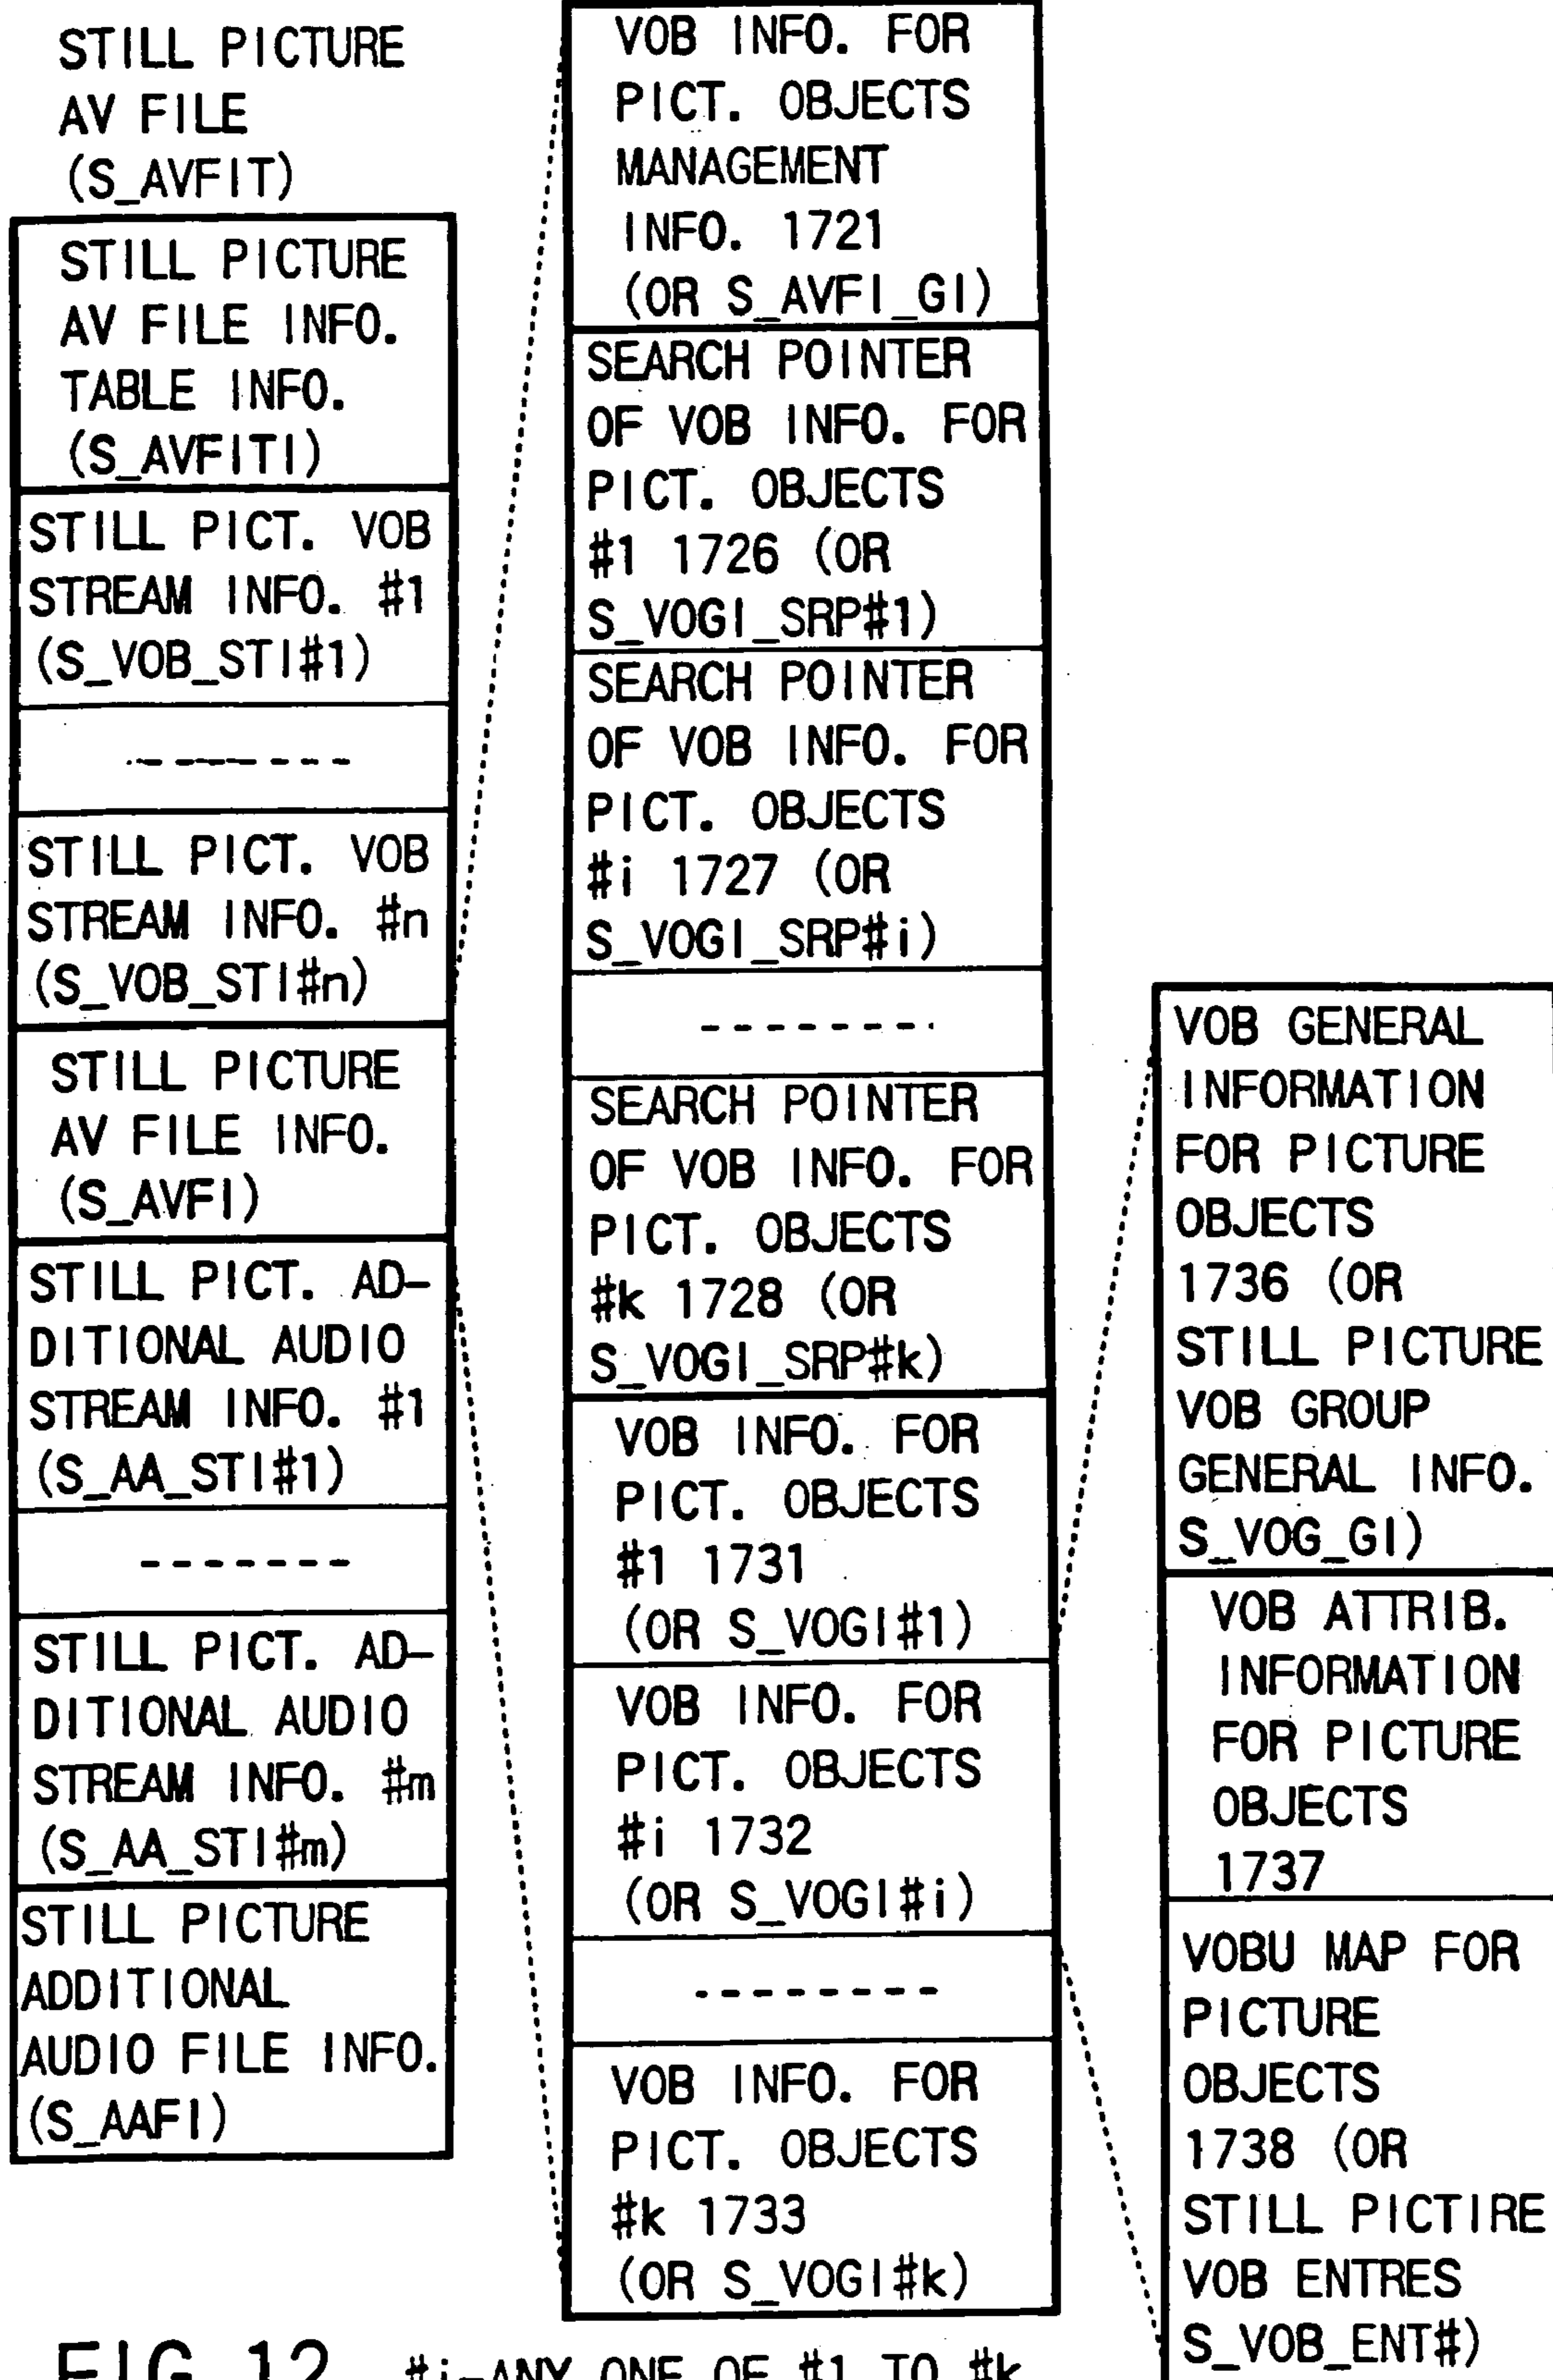 STILL PICTURE
AV FILE
(S_AVFIT)
STILL PICTURE
AV FILE INFO.
TABLE INFO.
(S_AVFITI)
STILL PICT. VOB
STREAM INFO. #1
(S_VOB_STI#1)
--------
STILL PICT. VOB
STREAM INFO. #n
(S_VOB_STI#n)
STILL PICTURE
AV FILE INFO.
(S_AVFI)
STILL PICT. AD-
DITIONAL AUDIO
STREAM INFO. #1
(S_AA_STI#1)
-------
STILL PICT. AD-
DITIONAL AUDIO
STREAM INFO. #m
(S_AA_STI#m)
STILL PICTURE
ADDITIONAL
AUDIO FILE INFO.
(S_AAFI)
VOB INFO. FOR
PICT. OBJECTS
MANAGEMENT
INFO. 1721
(OR S_AVFI_GI)
SEARCH POINTER
OF VOB INFO. FOR
PICT. OBJECTS
#1 1726 (OR
S_VOGI_SRP#1)
SEARCH POINTER
OF VOB INFO. FOR
PICT. OBJECTS
#i 1727 (OR
S_VOGI_SRP#i)
--------
SEARCH POINTER
OF VOB INFO. FOR
PICT. OBJECTS
#k 1728 (OR
S_VOGI_SRP#k)
VOB INFO. FOR
PICT. OBJECTS
#1 1731
(OR S_VOGI#1)
VOB INFO. FOR
PICT. OBJECTS
#i 1732
(OR S_VOGI#i)
--------
VOB INFO. FOR
PICT. OBJECTS
#k 1733
(OR S_VOGI#k)
VOB GENERAL
INFORMATION
FOR PICTURE
OBJECTS
1736 (OR
STILL PICTURE
VOB GROUP
GENERAL INFO.
S_VOG_GI)
VOB ATTRIB.
INFORMATION
FOR PICTURE
OBJECTS
1737
VOBU MAP FOR
PICTURE
OBJECTS
1738 (OR
STILL PICTIRE
VOB ENTRES
S_VOB_ENT#)
FIG. 12 #i-ANY ONE OF #1 TO #k